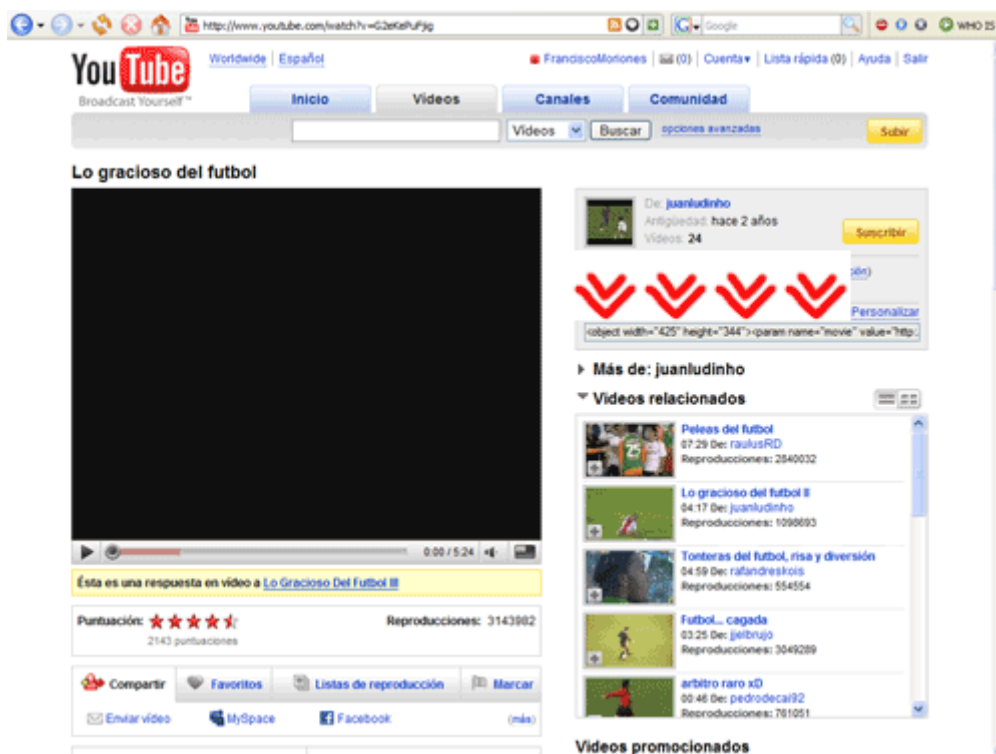 http://www.youtube.com/watch?v=G2eKePuFjig
Google
WHO IS
You Tube
Broadcast Yourself™
Worldwide | Español
FranciscoMoriones | (0) | Cuenta | Lista rápida (0) | Ayuda | Salir
Inicio
Vídeos
Canales
Comunidad
Vídeos
Buscar
opciones avanzadas
Subir
Lo gracioso del futbol
0:00 / 5:24
Ésta es una respuesta en vídeo a Lo Gracioso Del Futbol III
Puntuación:
2143 puntuaciones
Reproducciones: 3143982
Compartir
Favoritos
Listas de reproducción
Marcar
Enviar vídeo
MySpace
Facebook
(más)
De: juanludinho
Antigüedad: hace 2 años
Vídeos: 24
Suscribir
Personalizar
<object width="425" height="344"><param name="movie" value="http:
Más de: juanludinho
Videos relacionados
Peleas del futbol
07:29 De: raulusRD
Reproducciones: 2840032
Lo gracioso del futbol II
04:17 De: juanludinho
Reproducciones: 1098693
Tonteras del futbol, risa y diversión
04:59 De: rafandreskois
Reproducciones: 554554
Futbol... cagada
03:25 De: jjelbrujo
Reproducciones: 3049289
arbitro raro xD
00:46 De: pedrodecai92
Reproducciones: 761051
Videos promocionados